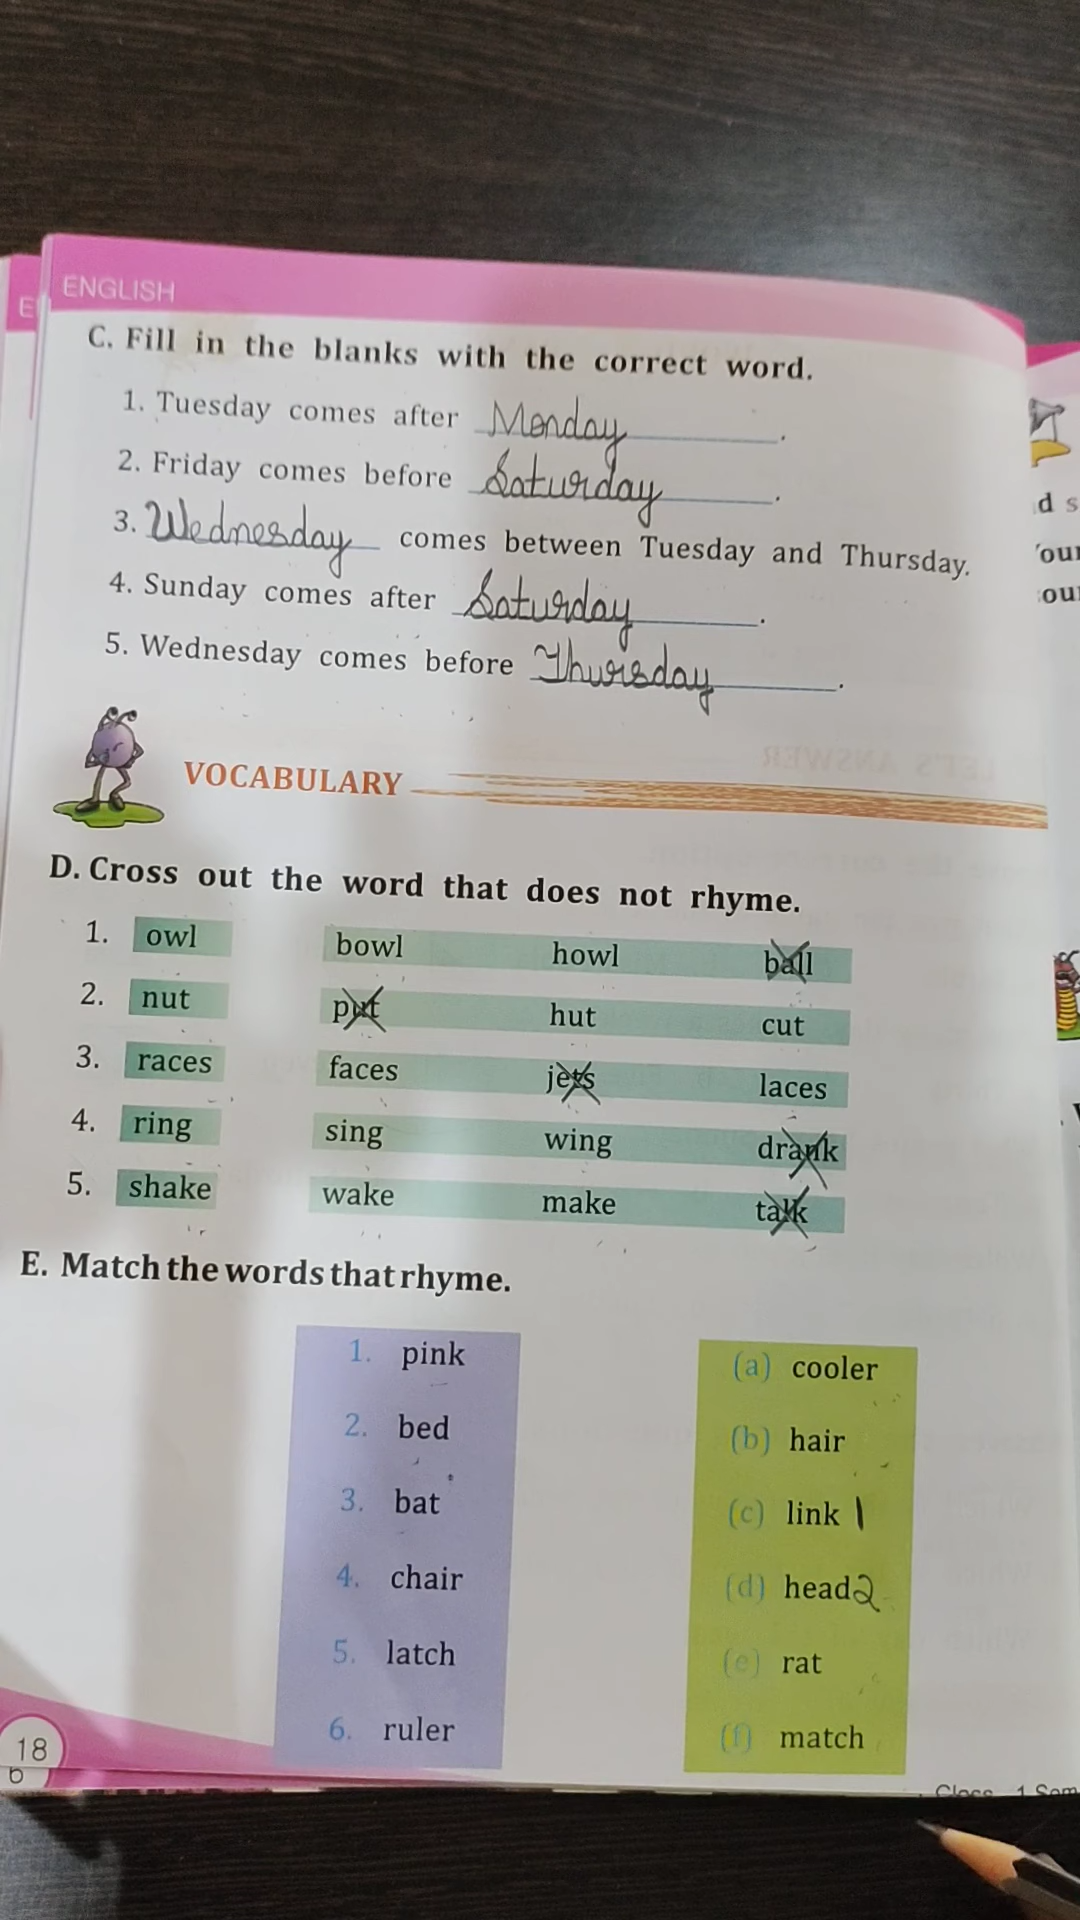 ENGLISH
C. Fill in the blanks with the correct word.
1. Tuesday comes after Monday.
2. Friday comes before Saturday.
3. Wednesday comes between Tuesday and Thursday.
4. Sunday comes after Saturday.
5. Wednesday comes before Thursday.
VOCABULARY
D. Cross out the word that does not rhyme.
1. owl bowl howl ball
2. nut put hut cut
3. races faces jets laces
4. ring sing wing drank
5. shake wake make talk
E. Match the words that rhyme.
1. pink (a) cooler
2. bed (b) hair
3. bat (c) link 1
4. chair (d) head 2
5. latch (e) rat
6. ruler (f) match
18